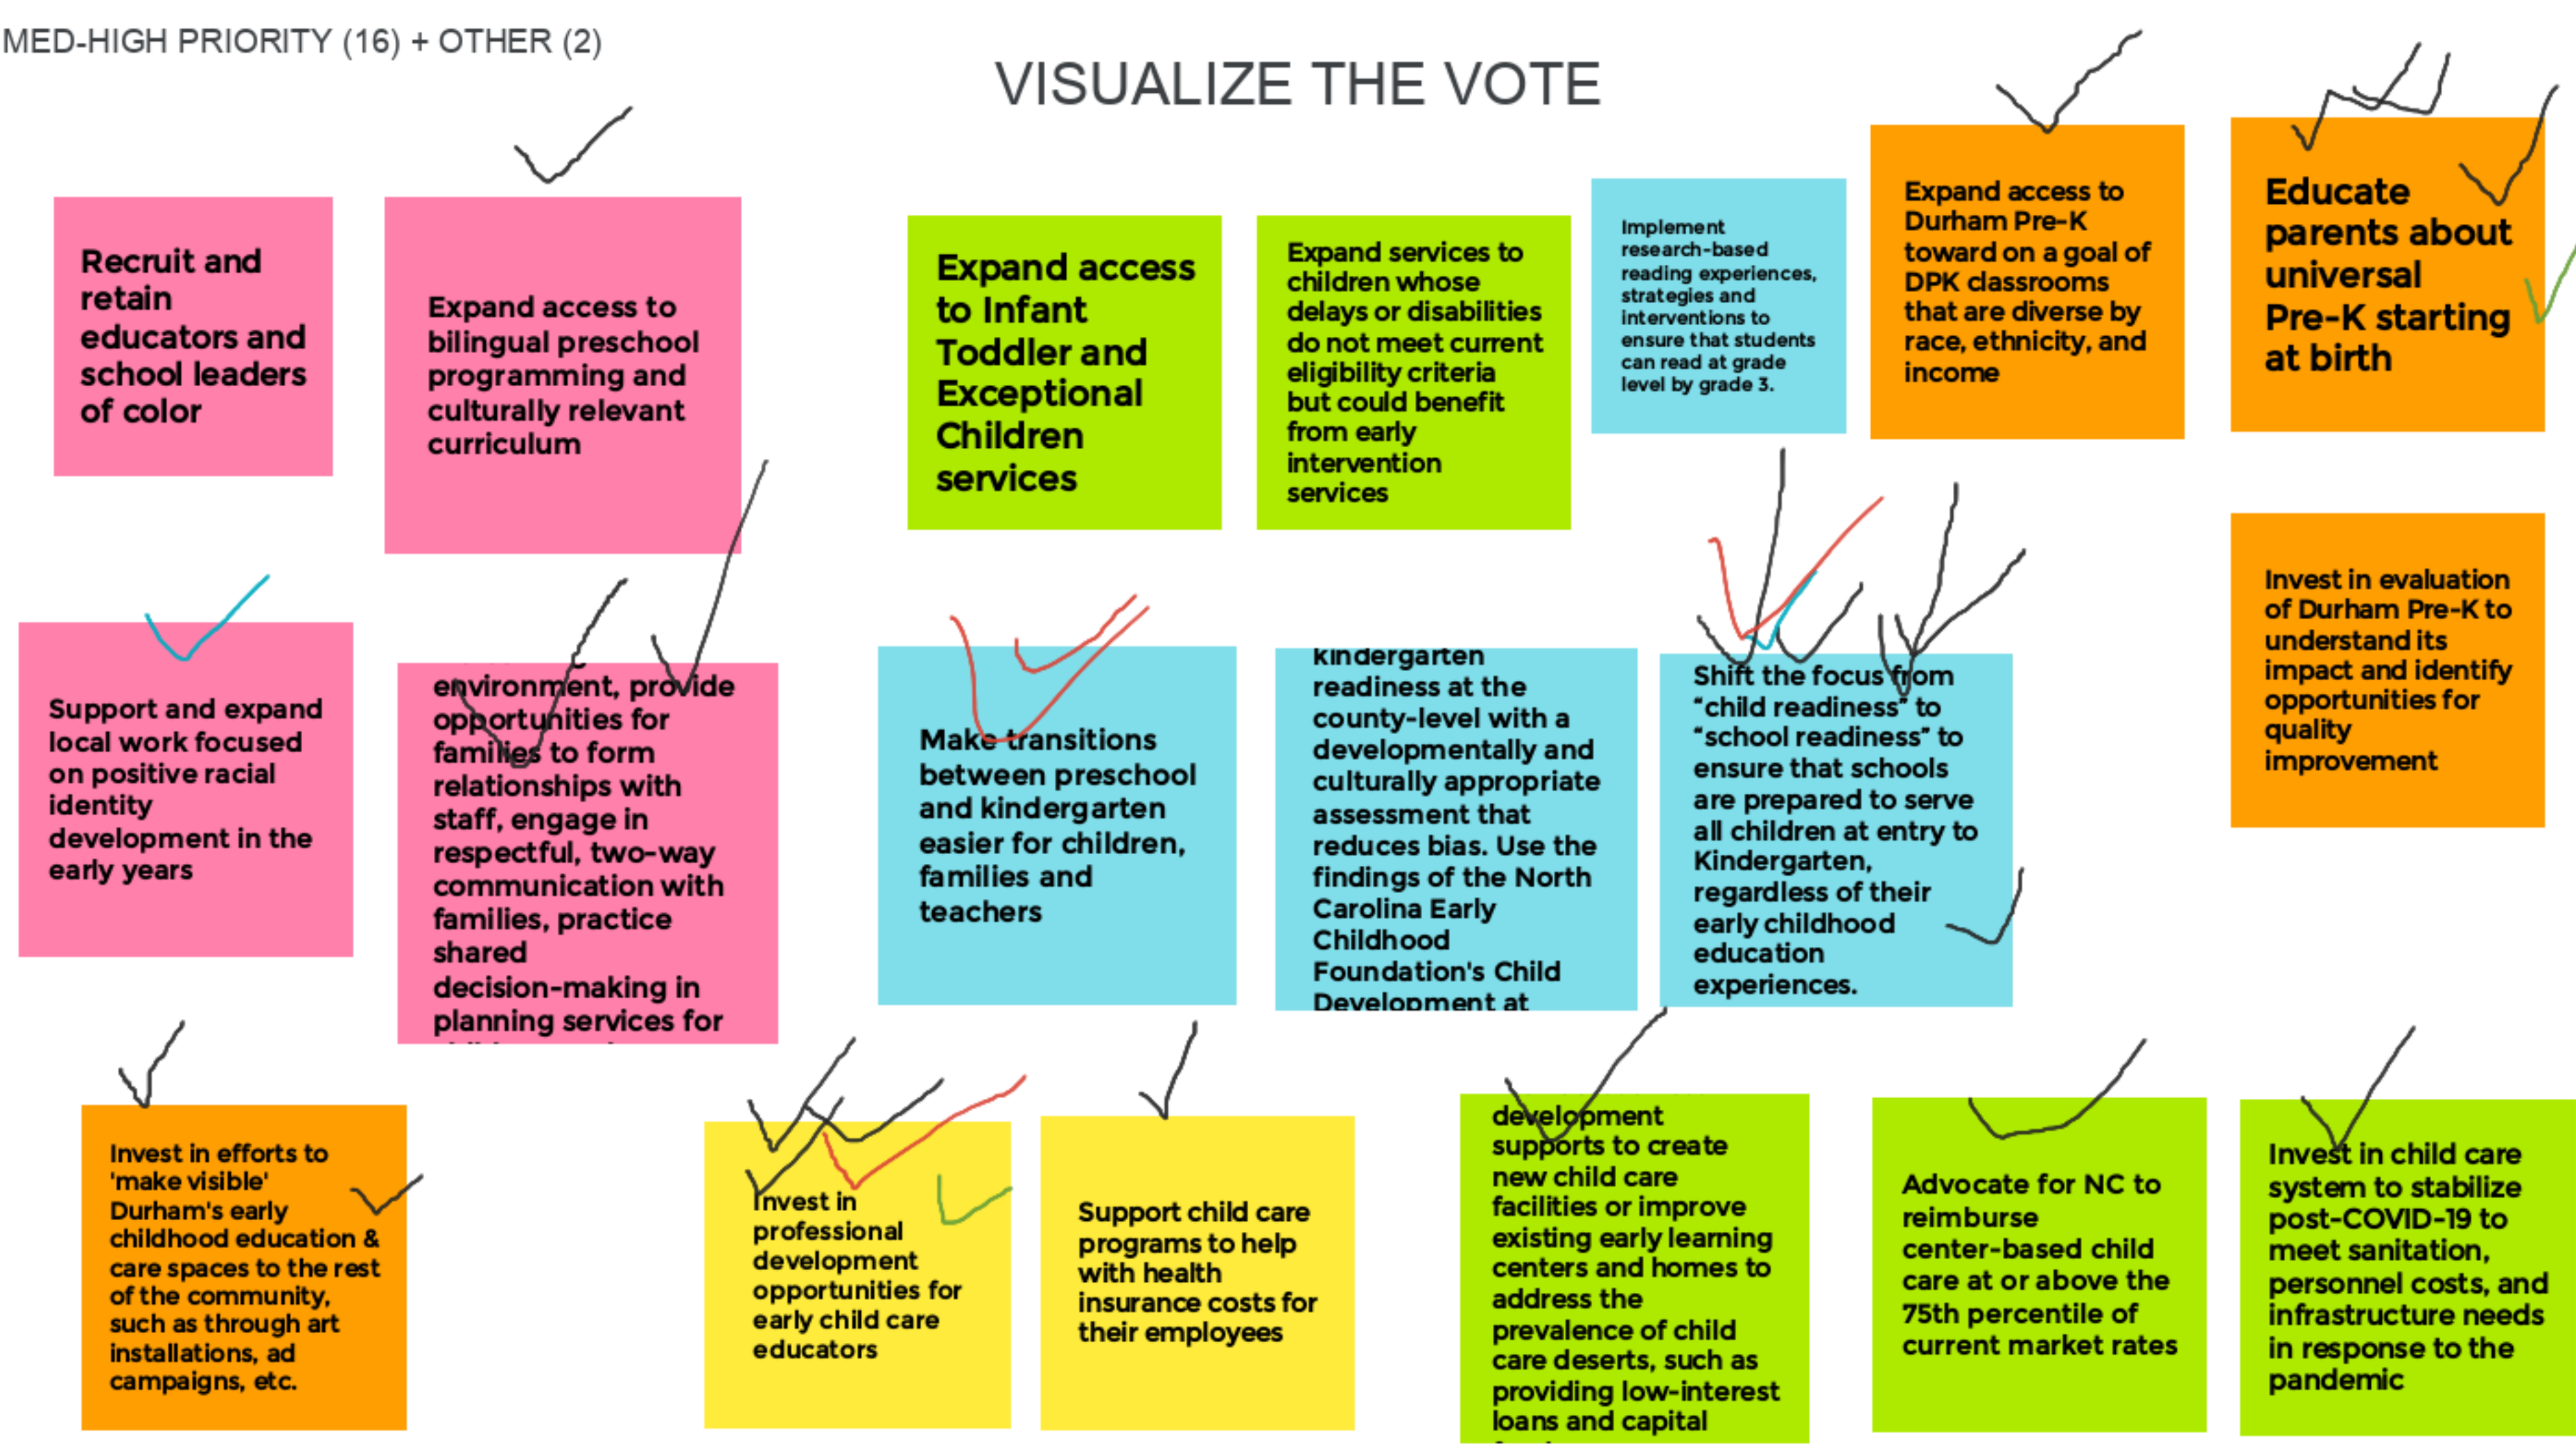 MED-HIGH PRIORITY (16) + OTHER (2)
VISUALIZE THE VOTE
Recruit and
retain
educators and
school leaders
of color
Expand access to
bilingual preschool
programming and
culturally relevant
curriculum
Expand access
to Infant
Toddler and
Exceptional
Children
services
Expand services to
children whose
delays or disabilities
do not meet current
eligibility criteria
but could benefit
from early
intervention
services
Implement
research-based
reading experiences,
strategies and
interventions to
ensure that students
can read at grade
level by grade 3.
Expand access to
Durham Pre-K
toward on a goal of
DPK classrooms
that are diverse by
race, ethnicity, and
income
Educate
parents about
universal
Pre-K starting
at birth
Support and expand
local work focused
on positive racial
identity
development in the
early years
environment, provide
opportunities for
families to form
relationships with
staff, engage in
respectful, two-way
communication with
families, practice
shared
decision-making in
planning services for
Make transitions
between preschool
and kindergarten
easier for children,
families and
teachers
kindergarten
readiness at the
county-level with a
developmentally and
culturally appropriate
assessment that
reduces bias. Use the
findings of the North
Carolina Early
Childhood
Foundation's Child
Development at
Shift the focus from
“child readiness” to
“school readiness” to
ensure that schools
are prepared to serve
all children at entry to
Kindergarten,
regardless of their
early childhood
education
experiences.
Invest in evaluation
of Durham Pre-K to
understand its
impact and identify
opportunities for
quality
improvement
Invest in efforts to
'make visible'
Durham's early
childhood education &
care spaces to the rest
of the community,
such as through art
installations, ad
campaigns, etc.
Invest in
professional
development
opportunities for
early child care
educators
Support child care
programs to help
with health
insurance costs for
their employees
development
supports to create
new child care
facilities or improve
existing early learning
centers and homes to
address the
prevalence of child
care deserts, such as
providing low-interest
loans and capital
Advocate for NC to
reimburse
center-based child
care at or above the
75th percentile of
current market rates
Invest in child care
system to stabilize
post-COVID-19 to
meet sanitation,
personnel costs, and
infrastructure needs
in response to the
pandemic